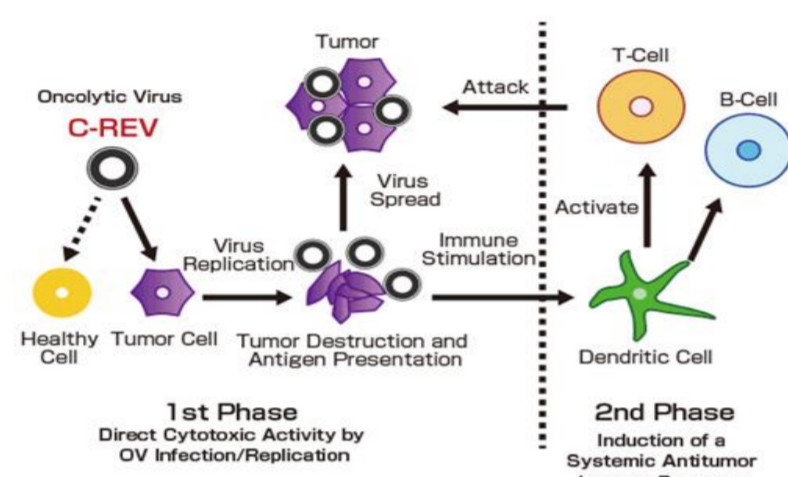 Tumor
Oncolytic Virus
C-REV
Attack
T-Cell
B-Cell
Virus
Spread
Activate
Virus
Replication
Immune
Stimulation
Healthy
Cell
Tumor Cell
Tumor Destruction and
Antigen Presentation
Dendritic Cell
1st Phase
Direct Cytotoxic Activity by
OV Infection/Replication
2nd Phase
Induction of a
Systemic Antitumor